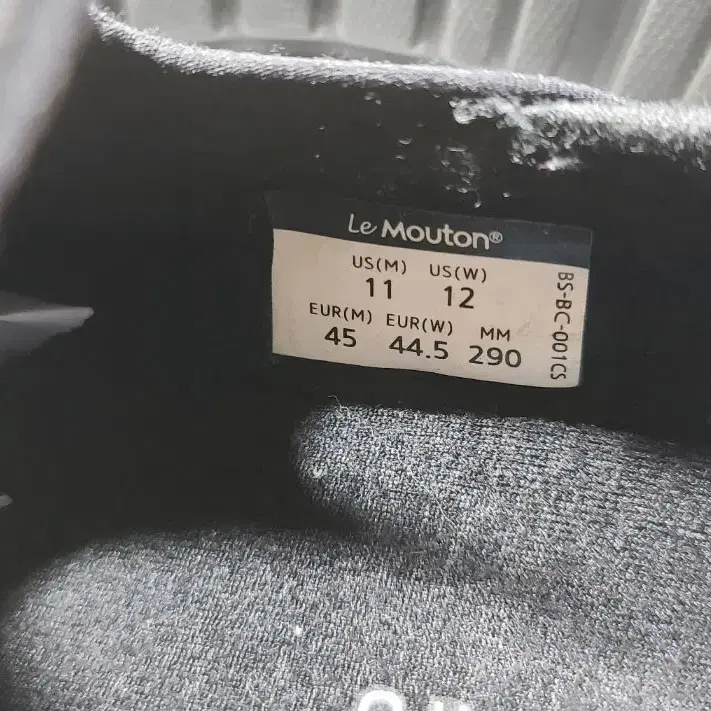 Le Mouton®
US(M) US(W)
11 12
EUR(M) EUR(W) MM
45 44.5 290
BS-BC-001CS